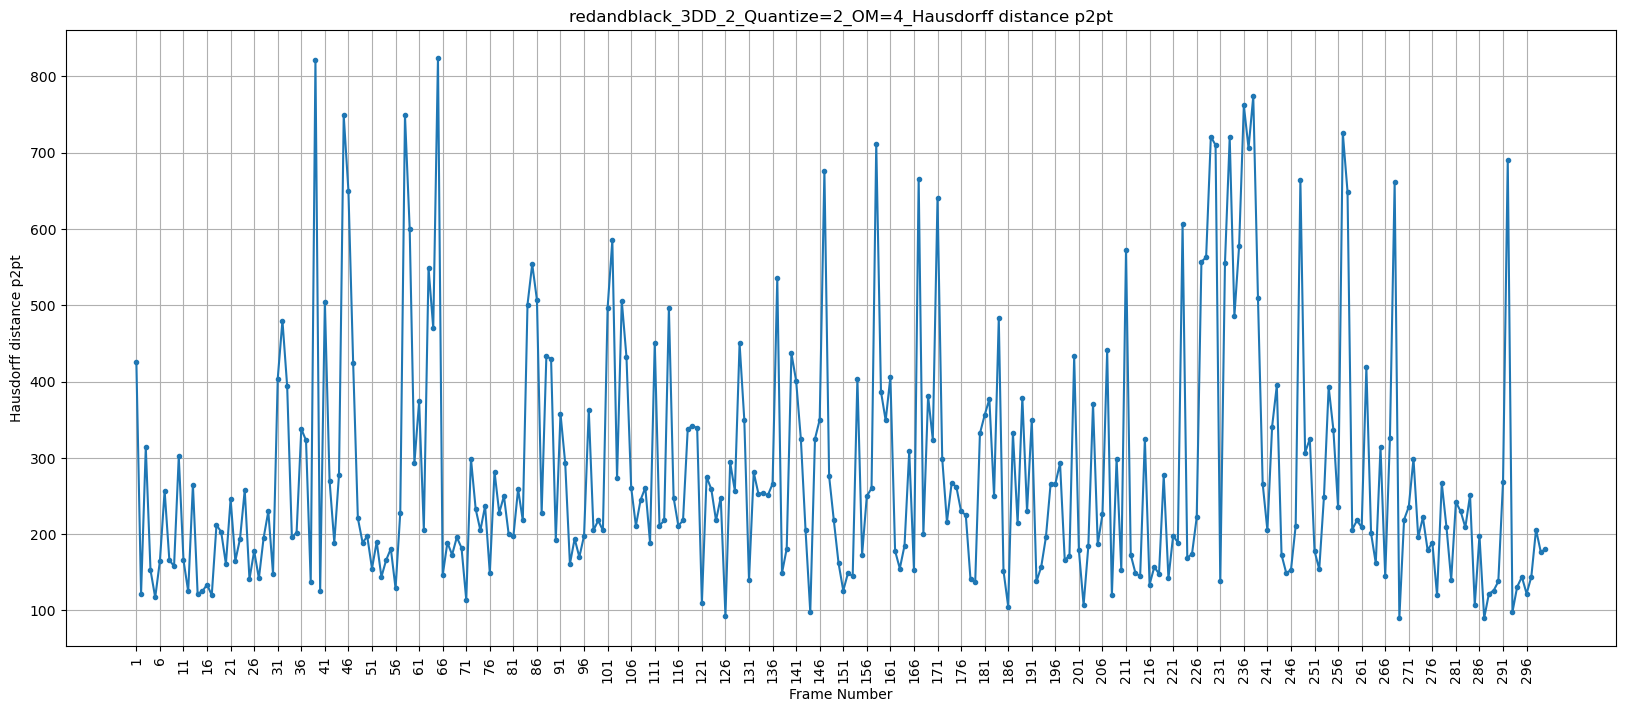 redandblack_3DD_2_Quantize=2_OM=4_Hausdorff distance p2pt
Hausdorff distance p2pt
800
700
600
500
400
300
200
100
1 6 11 16 21 26 31 36 41 46 51 56 61 66 71 76 81 86 91 96 101 106 111 116 121 126 131 136 141 146 151 156 161 166 171 176 181 186 191 196 201 206 211 216 221 226 231 236 241 246 251 256 261 266 271 276 281 286 291 296
Frame Number